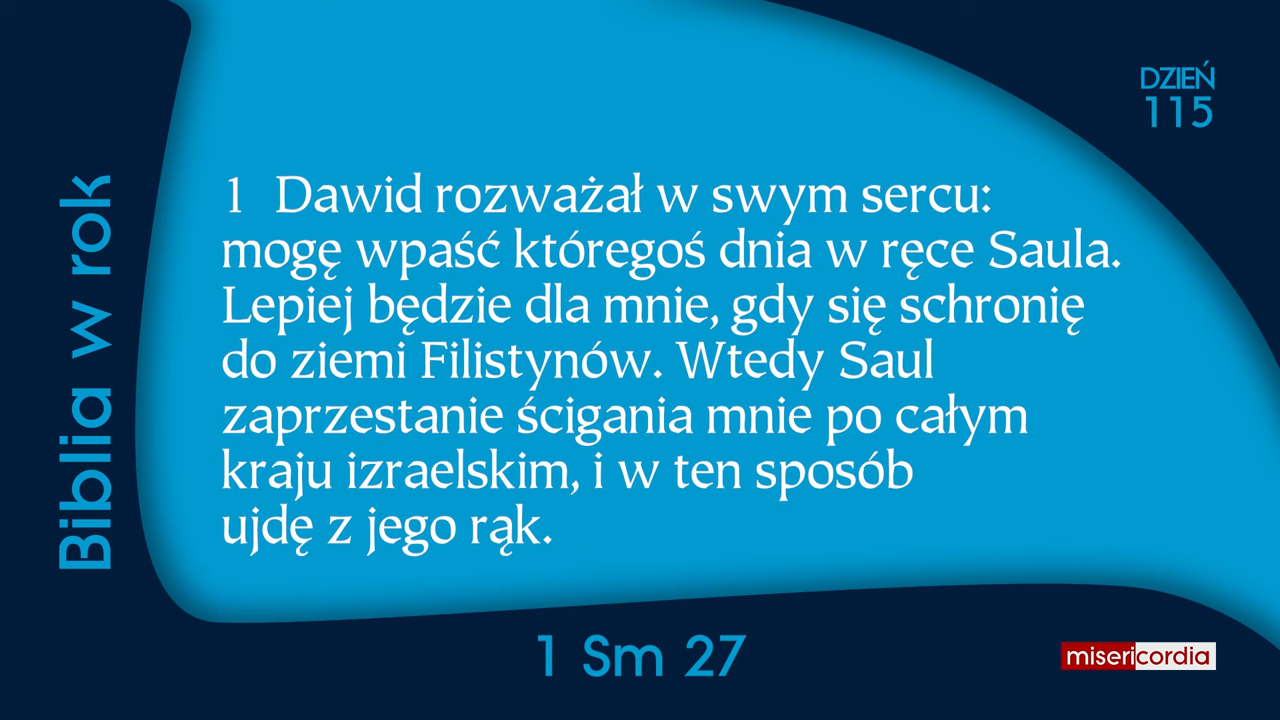 DZIEŃ
115
Biblia w rok
1 Dawid rozważał w swym sercu:
mogę wpaść któregoś dnia w ręce Saula.
Lepiej będzie dla mnie, gdy się schronię
do ziemi Filistynów. Wtedy Saul
zaprzestanie ścigania mnie po całym
kraju izraelskim, i w ten sposób
ujdę z jego rąk.
1 Sm 27
misericordia